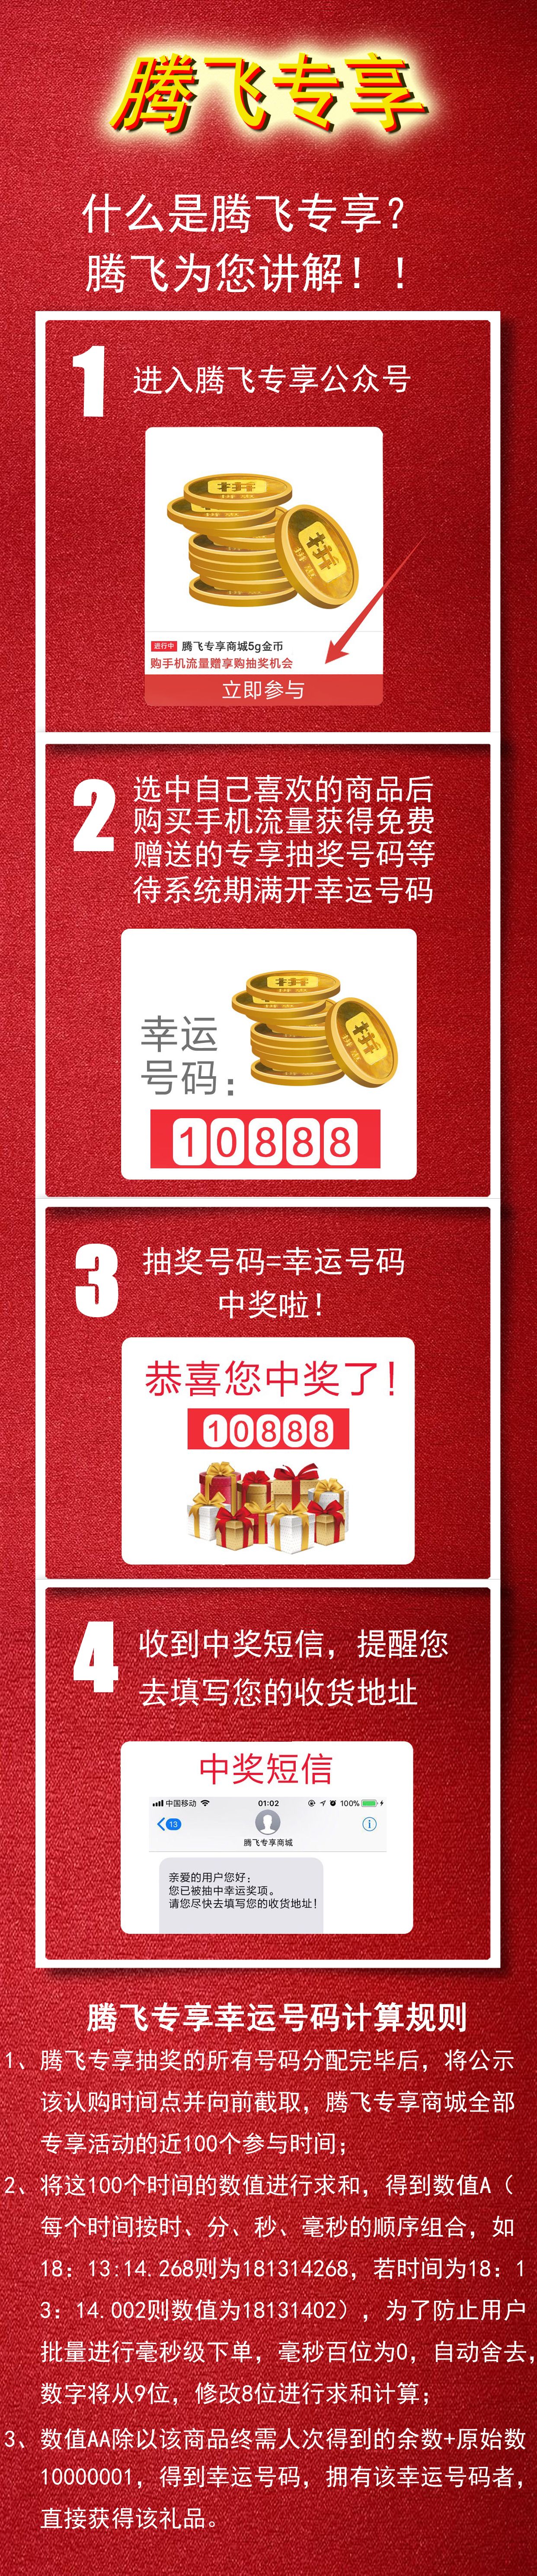 腾飞专享
什么是腾飞专享？
腾飞为您讲解！！
1
进入腾飞专享公众号
进行中 腾飞专享商城5g金币
购手机流量赠享购抽奖机会
立即参与
2
选中自己喜欢的商品后
购买手机流量获得免费
赠送的专享抽奖号码等
待系统期满开幸运号码
幸运
号码：
10888
3
抽奖号码=幸运号码
中奖啦！
恭喜您中奖了！
10888
4
收到中奖短信，提醒您
去填写您的收货地址
中奖短信
中国移动 01:02 100%
13
腾飞专享商城
亲爱的用户您好：
您已被抽中幸运奖项。
请您尽快去填写您的收货地址！
腾飞专享幸运号码计算规则
1、腾飞专享抽奖的所有号码分配完毕后，将公示
该认购时间点并向前截取，腾飞专享商城全部
专享活动的近100个参与时间；
2、将这100个时间的数值进行求和，得到数值A（
每个时间按时、分、秒、毫秒的顺序组合，如
18：13:14.268则为181314268，若时间为18：1
3：14.002则数值为18131402），为了防止用户
批量进行毫秒级下单，毫秒百位为0，自动舍去，
数字将从9位，修改8位进行求和计算；
3、数值AA除以该商品终需人次得到的余数+原始数
10000001，得到幸运号码，拥有该幸运号码者，
直接获得该礼品。